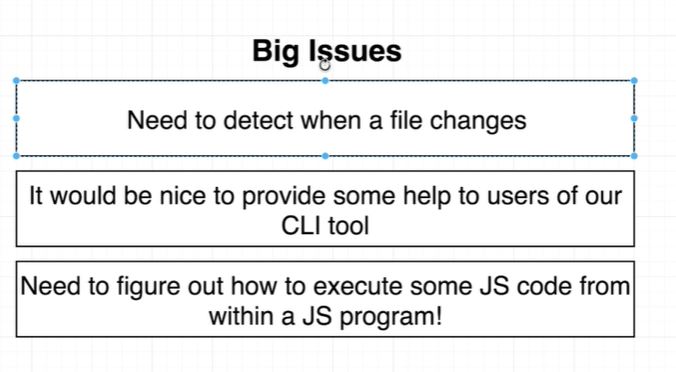 Big Issues
Need to detect when a file changes
It would be nice to provide some help to users of our
CLI tool
Need to figure out how to execute some JS code from
within a JS program!